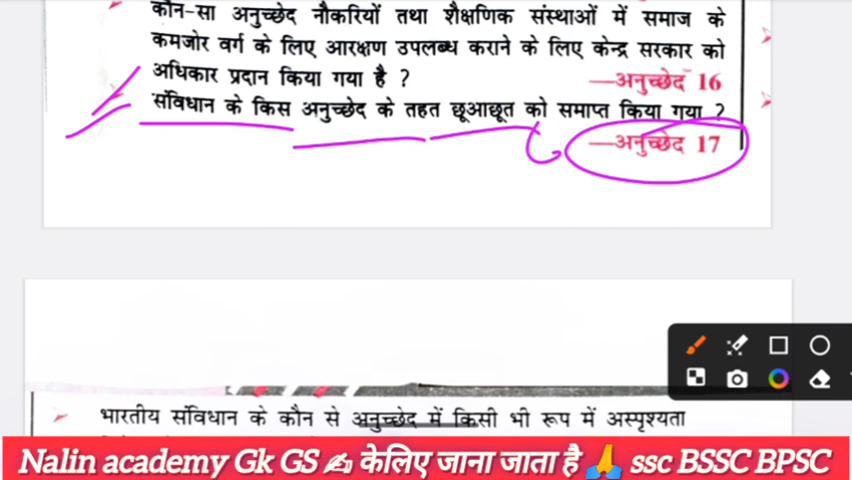 कौन-सा अनुच्छेद नौकरियों तथा शैक्षणिक संस्थाओं में समाज के
कमजोर वर्ग के लिए आरक्षण उपलब्ध कराने के लिए केन्द्र सरकार को
अधिकार प्रदान किया गया है ? —अनुच्छेद 16
संविधान के किस अनुच्छेद के तहत छूआछूत को समाप्त किया गया ?
—अनुच्छेद 17
भारतीय संविधान के कौन से अनुच्छेद में किसी भी रूप में अस्पृश्यता
Nalin academy Gk GS ✍ केलिए जाना जाता है 🙏 ssc BSSC BPSC